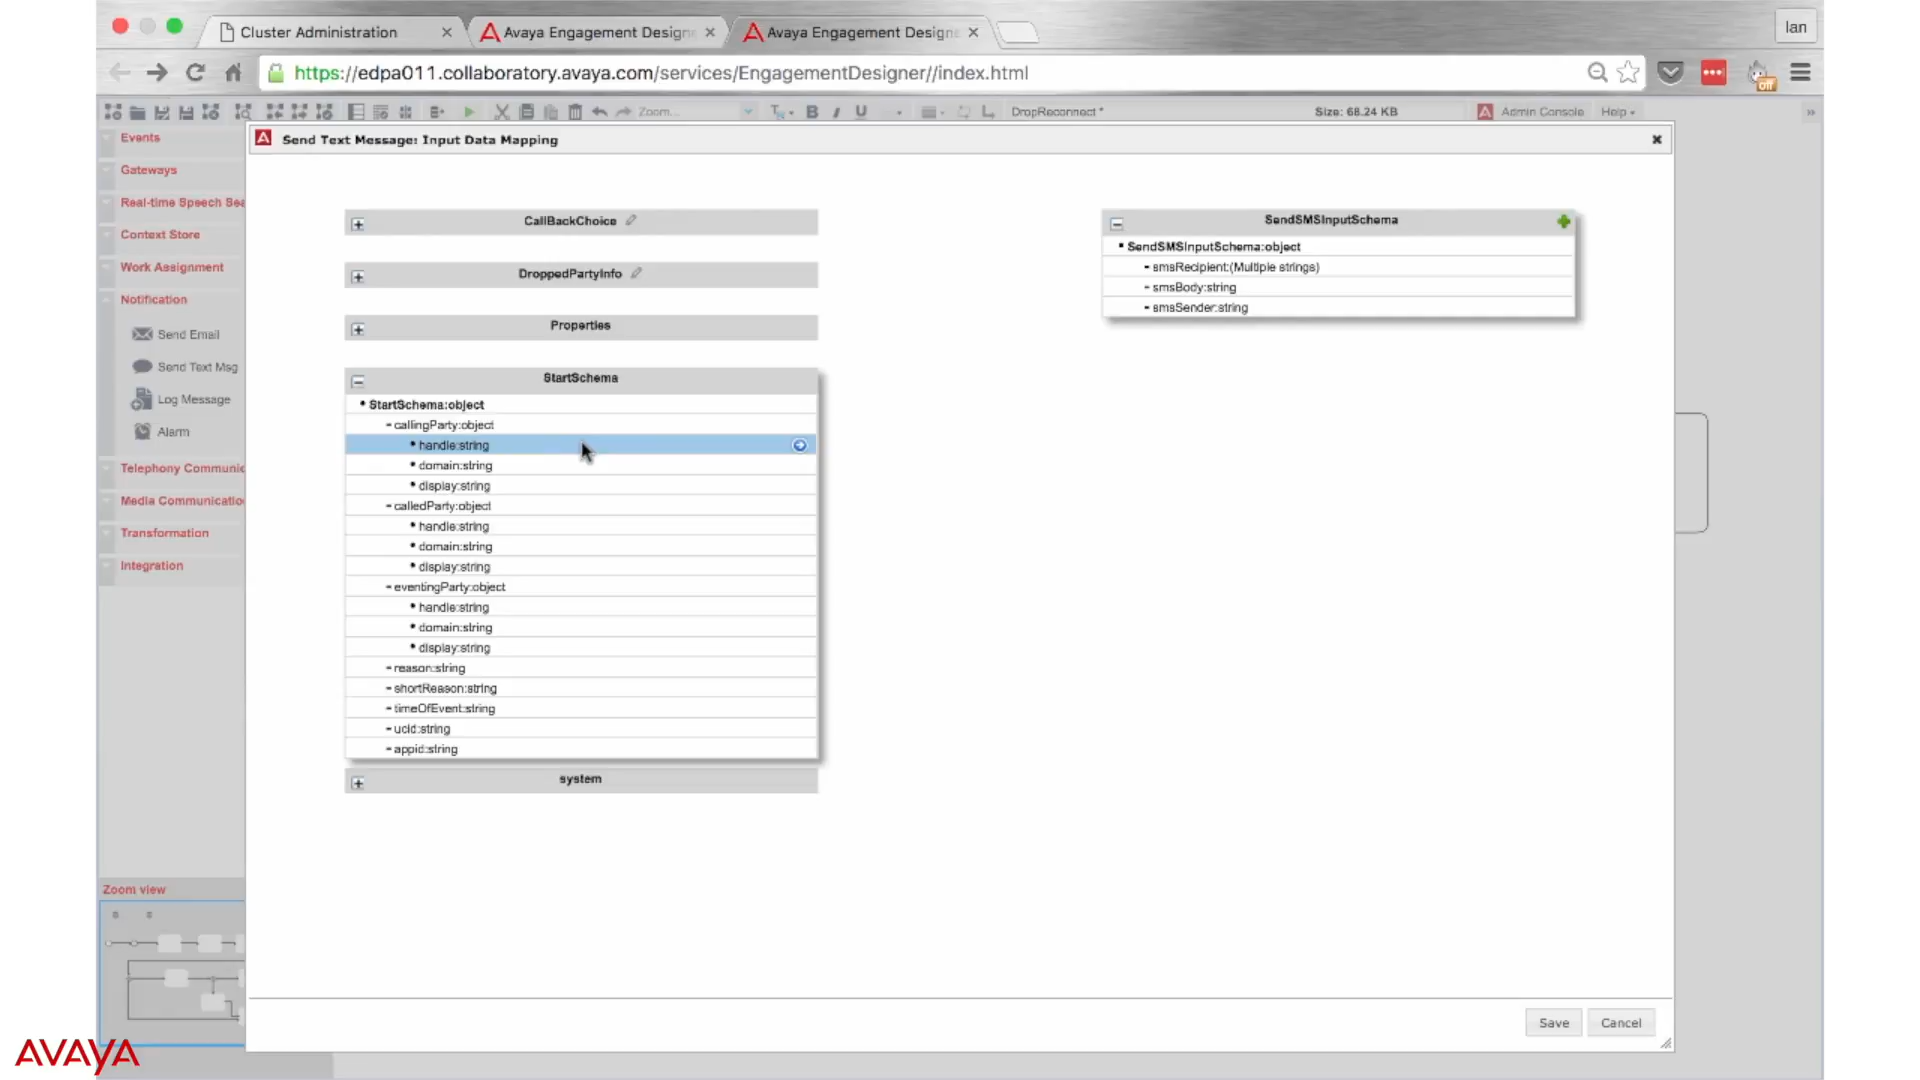 Cluster Administration
Avaya Engagement Design
Avaya Engagement Design
Ian
https://edpa011.collaboratory.avaya.com/services/EngagementDesigner//index.html
off
Zoom...
B
I
U
DropReconnect *
Size: 68.24 KB
Admin Console
Help
Events
Gateways
Real-time Speech Sea
Context Store
Work Assignment
Notification
Send Email
Send Text Msg
Log Message
Alarm
Telephony Communic
Media Communicatio
Transformation
Integration
Zoom view
Send Text Message: Input Data Mapping
CallBackChoice
DroppedPartyInfo
Properties
StartSchema
StartSchema:object
callingParty:object
handle:string
domain:string
display:string
calledParty:object
handle:string
domain:string
display:string
eventingParty:object
handle:string
domain:string
display:string
reason:string
shortReason:string
timeOfEvent:string
ucid:string
appid:string
system
SendSMSInputSchema
SendSMSInputSchema:object
smsRecipient:(Multiple strings)
smsBody:string
smsSender:string
Save
Cancel
AVAYA